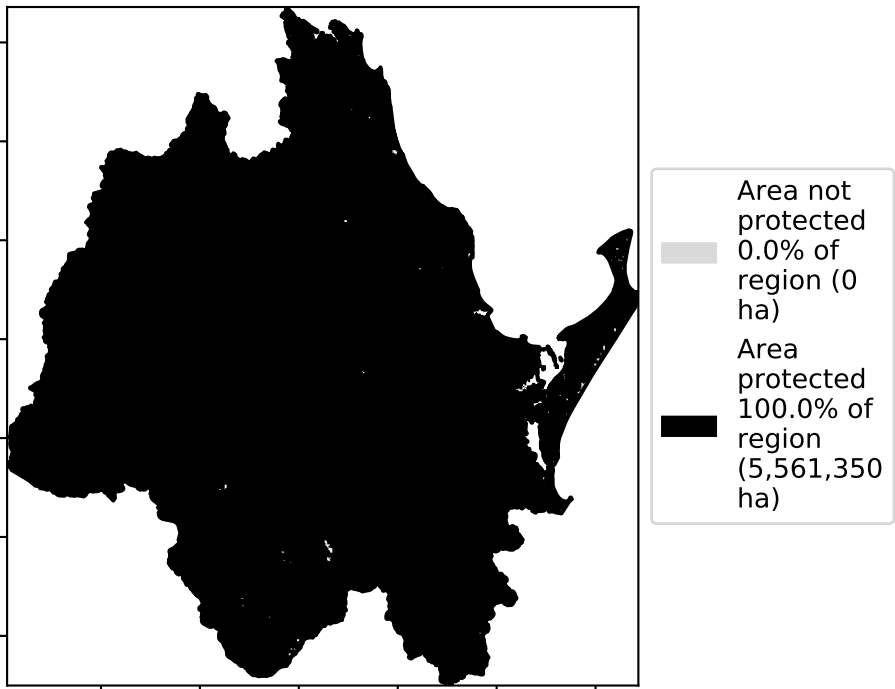 Area not
protected
0.0% of
region (0
ha)
Area
protected
100.0% of
region
(5,561,350
ha)